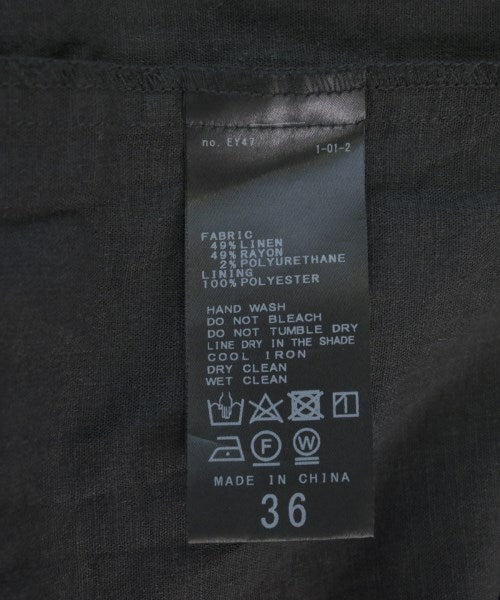 no. EY47 1-01-2
FABRIC
49% LINEN
49% RAYON
2% POLYURETHANE
LINING
100% POLYESTER
HAND WASH
DO NOT BLEACH
DO NOT TUMBLE DRY
LINE DRY IN THE SHADE
COOL IRON
DRY CLEAN
WET CLEAN
F W
MADE IN CHINA
36